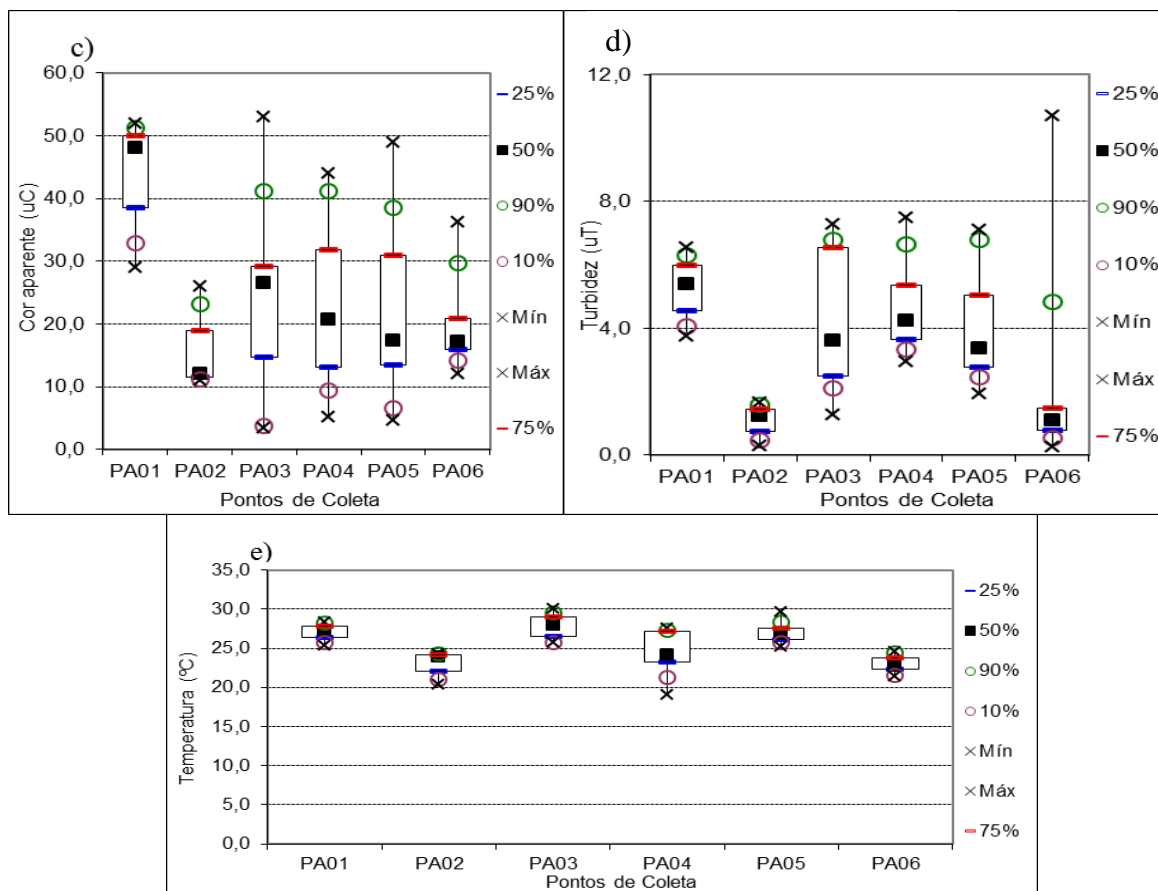 c)
60,0
50,0
40,0
30,0
20,0
10,0
0,0
Cor aparente (uC)
PA01 PA02 PA03 PA04 PA05 PA06
Pontos de Coleta
25%
50%
90%
10%
Mín
Máx
75%
d)
12,0
8,0
4,0
0,0
Turbidez (uT)
PA01 PA02 PA03 PA04 PA05 PA06
Pontos de Coleta
25%
50%
90%
10%
Mín
Máx
75%
e)
35,0
30,0
25,0
20,0
15,0
10,0
5,0
0,0
Temperatura (ºC)
PA01 PA02 PA03 PA04 PA05 PA06
Pontos de Coleta
25%
50%
90%
10%
Mín
Máx
75%